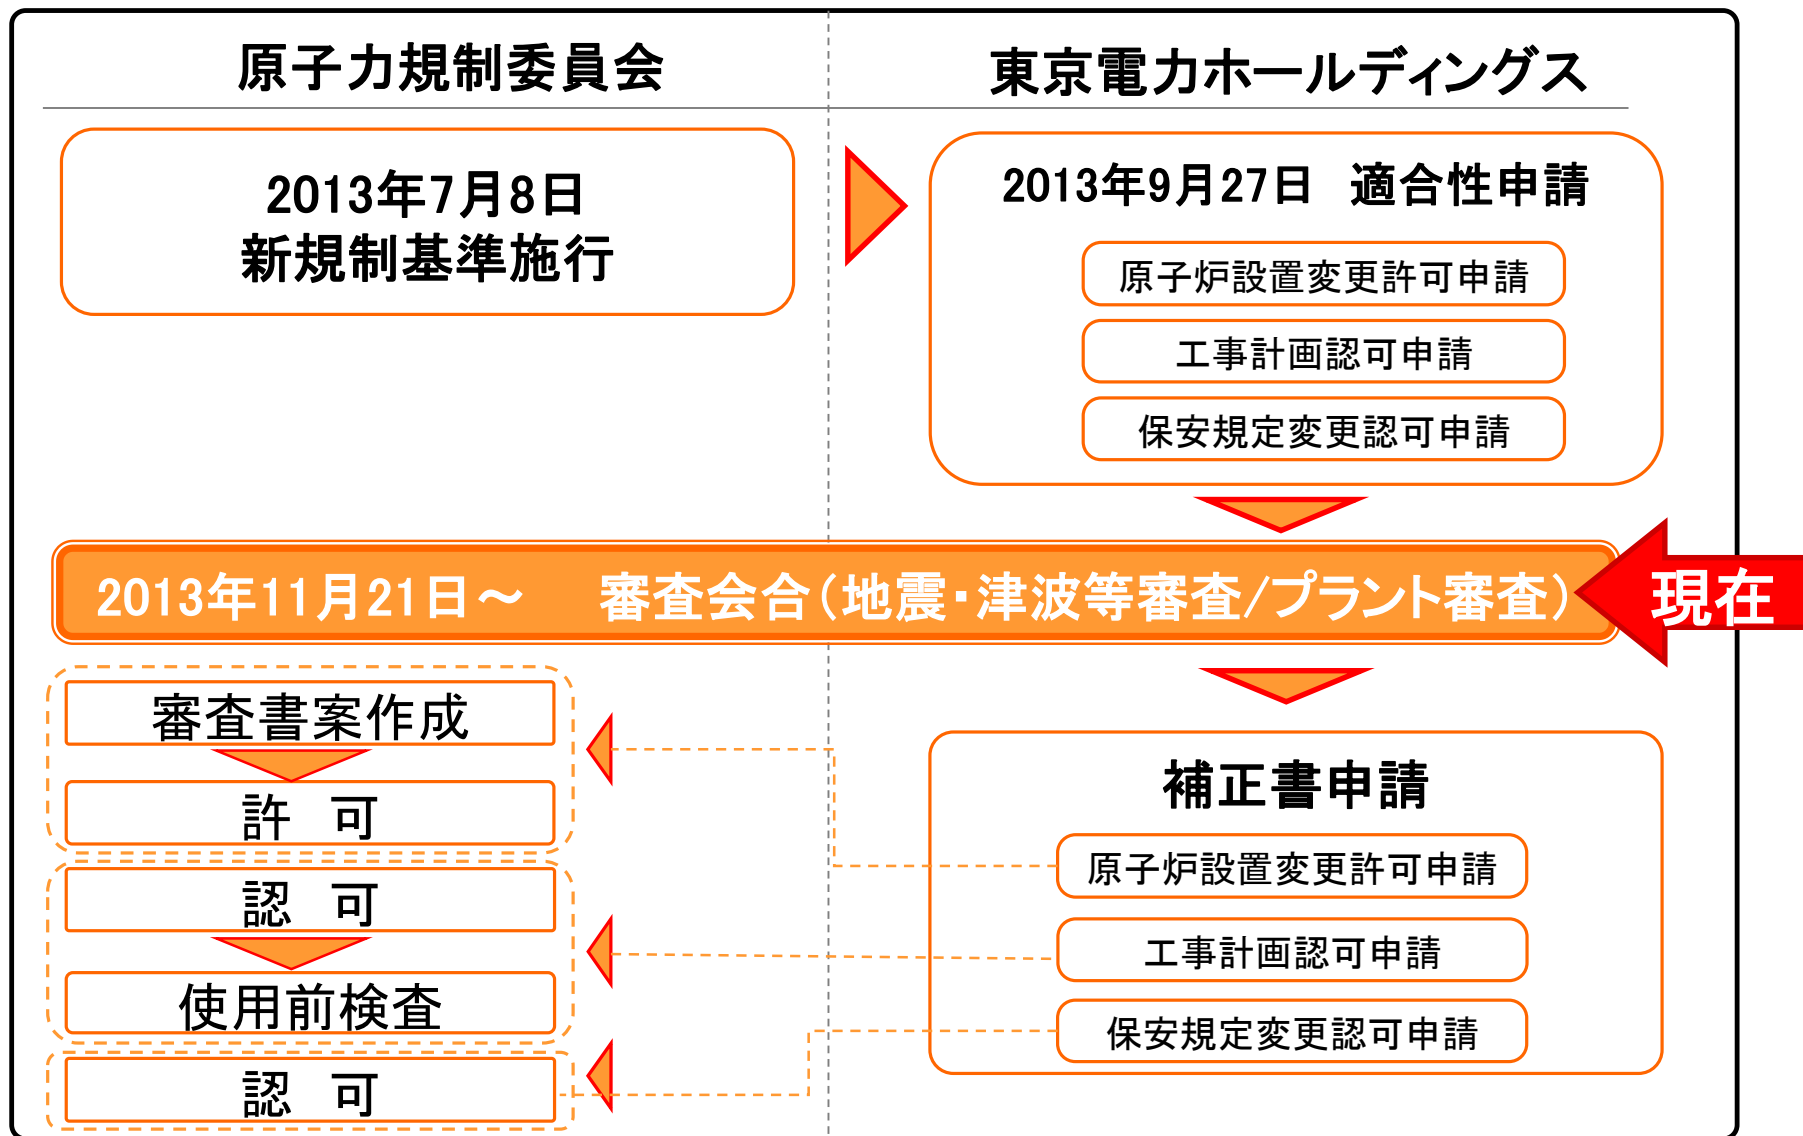 原子力規制委員会
東京電力ホールディングス
2013年7月8日
新規制基準施行
2013年9月27日　適合性申請
原子炉設置変更許可申請
工事計画認可申請
保安規定変更認可申請
2013年11月21日～　審査会合（地震・津波等審査/プラント審査）
現在
審査書案作成
許　可
認　可
使用前検査
認　可
補正書申請
原子炉設置変更許可申請
工事計画認可申請
保安規定変更認可申請